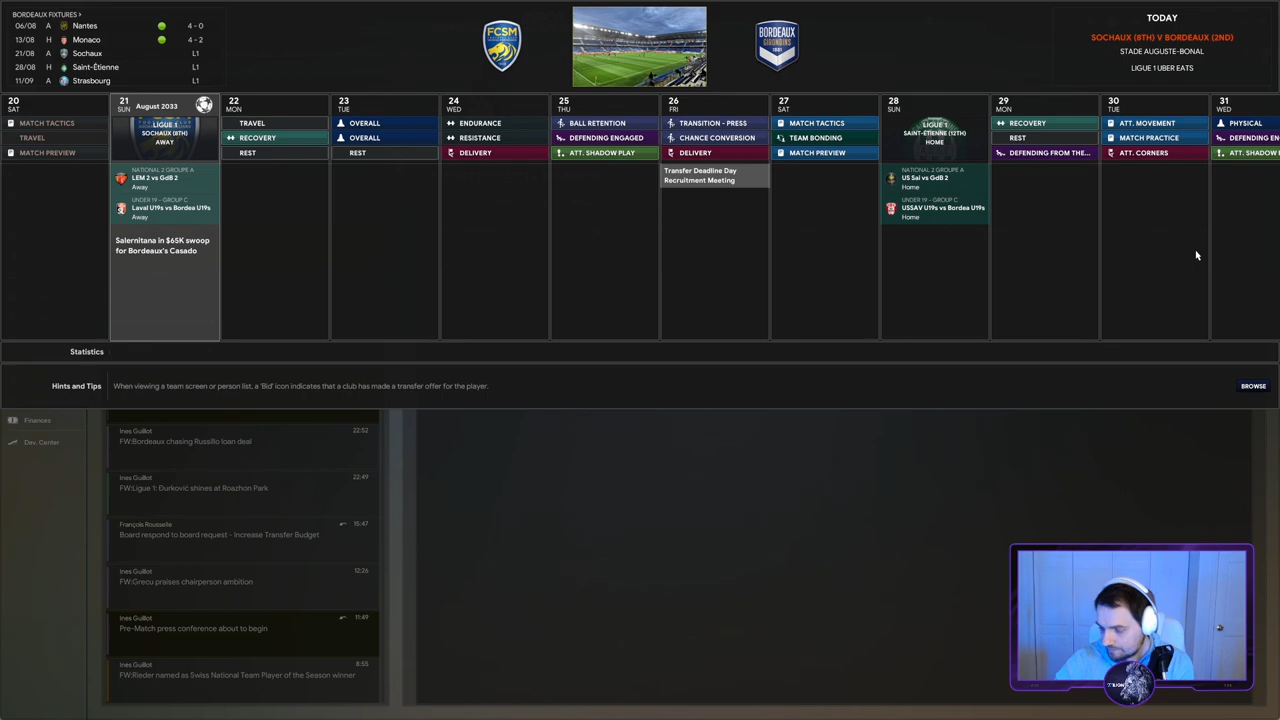 BORDEAUX FIXTURES >
06/08 A Nantes 4 - 0
13/08 H Monaco 4 - 2
21/08 A Sochaux L1
28/08 H Saint-Étienne L1
11/09 A Strasbourg L1
FCSM
BORDEAUX
GIRONDINS
TODAY
SOCHAUX (8TH) V BORDEAUX (2ND)
STADE AUGUSTE-BONAL
LIGUE 1 UBER EATS
20
SAT
MATCH TACTICS
TRAVEL
MATCH PREVIEW
21
SUN
August 2033
LIGUE 1
SOCHAUX (8TH)
AWAY
NATIONAL 2 GROUPE A
LEM 2 vs GdB 2
Away
UNDER 19 - GROUP C
Laval U19s vs Bordea U19s
Away
Salernitana in $65K swoop
for Bordeaux's Casado
22
MON
TRAVEL
RECOVERY
REST
23
TUE
OVERALL
OVERALL
REST
24
WED
ENDURANCE
RESISTANCE
DELIVERY
25
THU
BALL RETENTION
DEFENDING ENGAGED
ATT. SHADOW PLAY
26
FRI
TRANSITION - PRESS
CHANCE CONVERSION
DELIVERY
Transfer Deadline Day
Recruitment Meeting
27
SAT
MATCH TACTICS
TEAM BONDING
MATCH PREVIEW
28
SUN
LIGUE 1
SAINT-ÉTIENNE (12TH)
HOME
NATIONAL 2 GROUPE A
US Sai vs GdB 2
Home
UNDER 19 - GROUP C
USSAV U19s vs Bordea U19s
Home
29
MON
RECOVERY
REST
DEFENDING FROM THE...
30
TUE
ATT. MOVEMENT
MATCH PRACTICE
ATT. CORNERS
31
WED
PHYSICAL
DEFENDING EN
ATT. SHADOW
Statistics
Hints and Tips
When viewing a team screen or person list, a 'Bid' icon indicates that a club has made a transfer offer for the player.
BROWSE
Finances
Dev. Center
Ines Guillot 22:52
FW:Bordeaux chasing Russillo loan deal
Ines Guillot 22:49
FW:Ligue 1: Durković shines at Roazhon Park
François Rousselle 15:47
Board respond to board request - Increase Transfer Budget
Ines Guillot 12:26
FW:Grecu praises chairperson ambition
Ines Guillot 11:49
Pre-Match press conference about to begin
Ines Guillot 8:55
FW:Rieder named as Swiss National Team Player of the Season winner